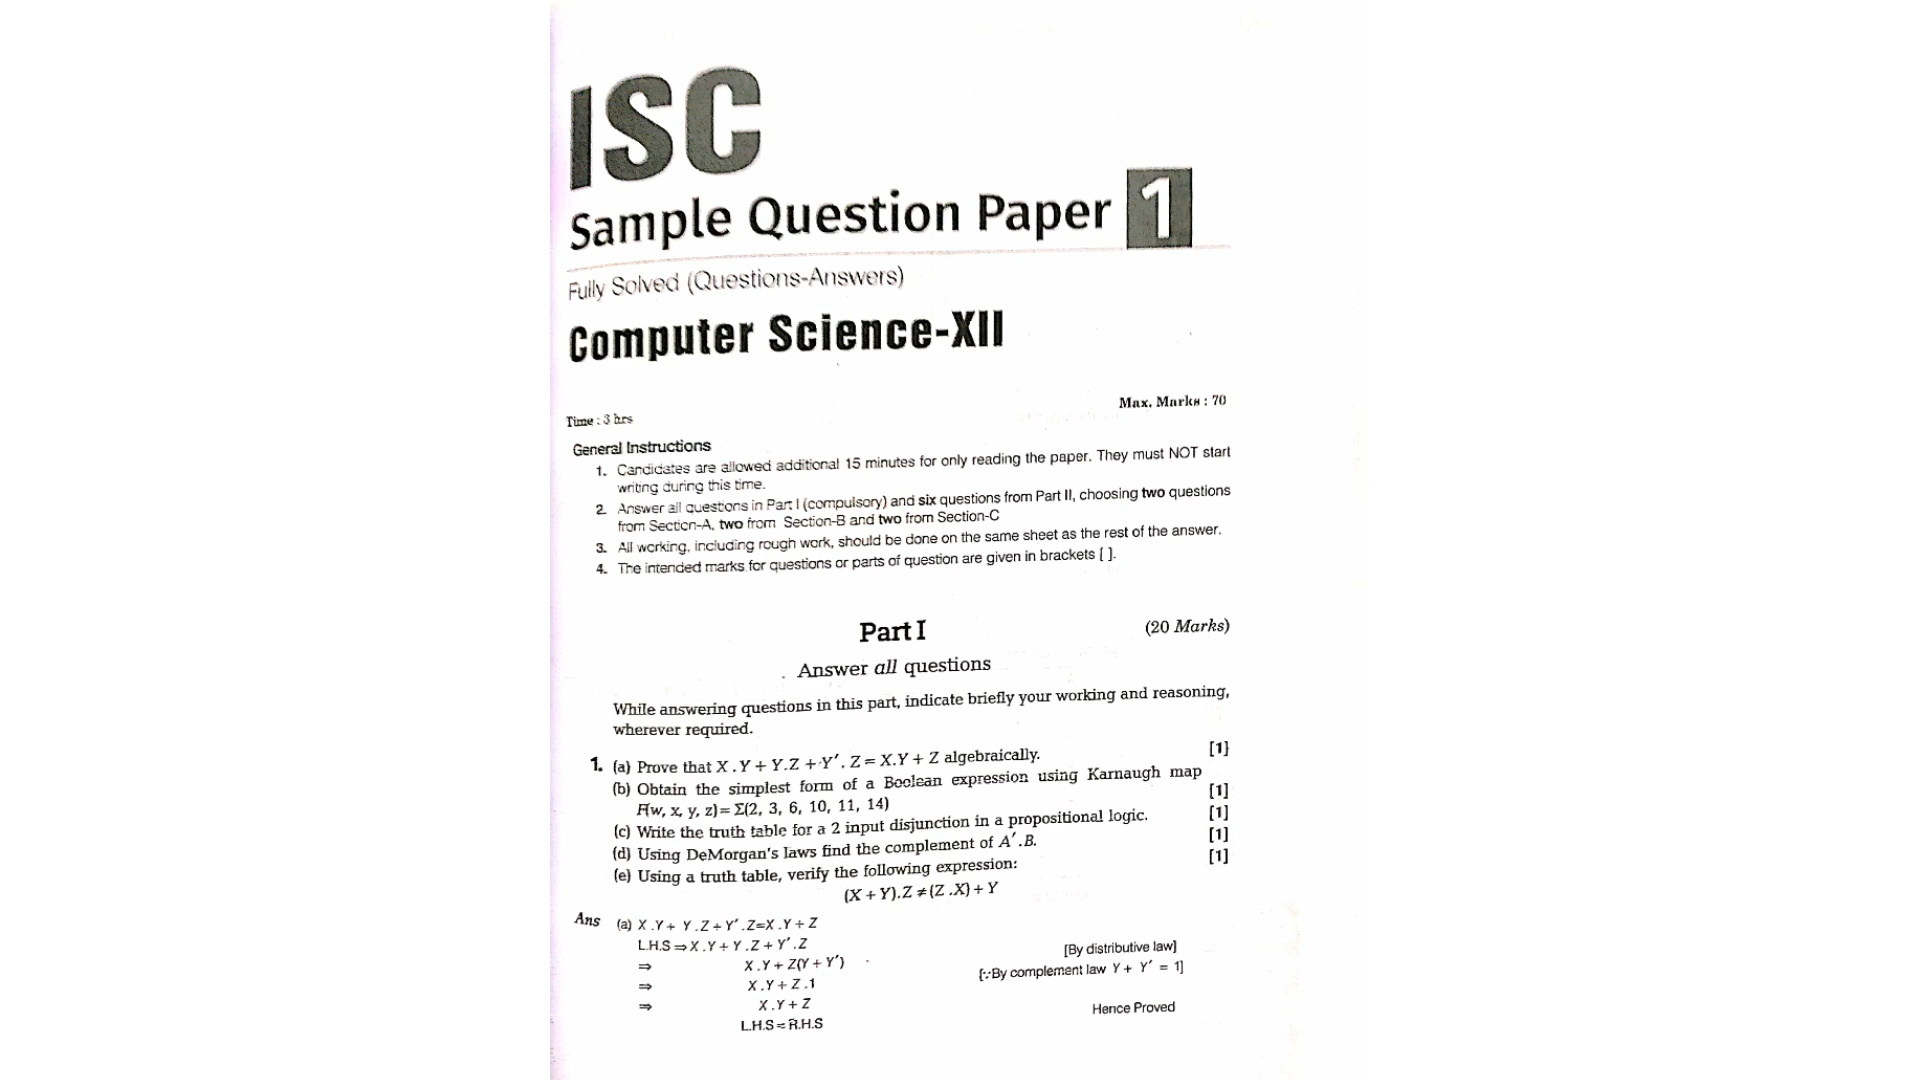 ISC
Sample Question Paper 1
Fully Solved (Questions-Answers)
Computer Science-XII
Max. Marks : 70
Time : 3 hrs
General Instructions
1. Candidates are allowed additional 15 minutes for only reading the paper. They must NOT start
writing during this time.
2. Answer all questions in Part I (compulsory) and six questions from Part II, choosing two questions
from Section-A, two from Section-B and two from Section-C
3. All working, including rough work, should be done on the same sheet as the rest of the answer.
4. The intended marks for questions or parts of question are given in brackets [ ].
Part I (20 Marks)
Answer all questions
While answering questions in this part, indicate briefly your working and reasoning,
wherever required.
1. (a) Prove that X . Y + Y.Z + Y′ . Z = X.Y + Z algebraically. [1]
(b) Obtain the simplest form of a Boolean expression using Karnaugh map
F(w, x, y, z) = Σ(2, 3, 6, 10, 11, 14) [1]
(c) Write the truth table for a 2 input disjunction in a propositional logic. [1]
(d) Using DeMorgan's laws find the complement of A′ . B. [1]
(e) Using a truth table, verify the following expression: [1]
(X + Y).Z ≠ (Z .X) + Y
Ans (a) X .Y + Y .Z + Y′ .Z=X .Y + Z
L.H.S ⇒ X .Y + Y .Z + Y′ .Z
⇒ X .Y + Z(Y + Y′) [By distributive law]
⇒ X .Y + Z .1 [∵ By complement law Y + Y′ = 1]
⇒ X .Y + Z
L.H.S = R.H.S Hence Proved